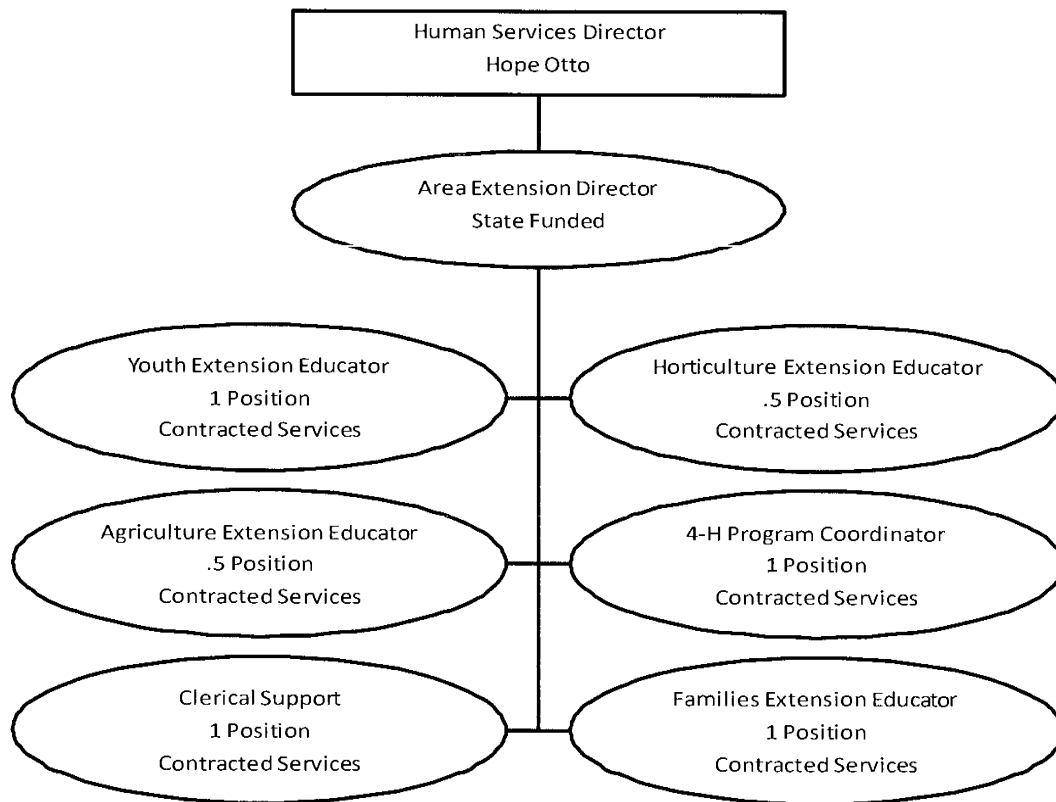 Human Services Director
Hope Otto
Area Extension Director
State Funded
Youth Extension Educator
1 Position
Contracted Services
Horticulture Extension Educator
.5 Position
Contracted Services
Agriculture Extension Educator
.5 Position
Contracted Services
4-H Program Coordinator
1 Position
Contracted Services
Clerical Support
1 Position
Contracted Services
Families Extension Educator
1 Position
Contracted Services